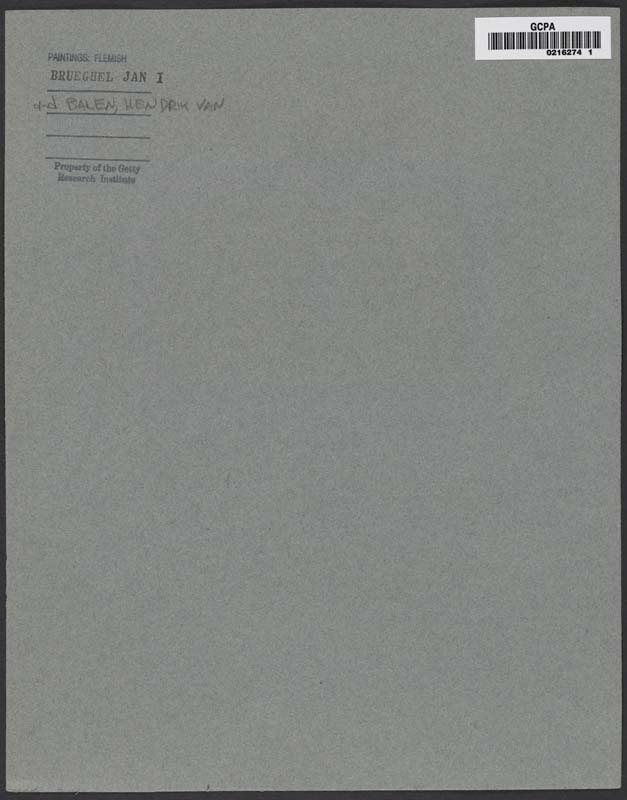 PAINTINGS: FLEMISH
BRUEGHEL JAN I
BALEN, HENDRIK VAN
Property of the Getty
Research Institute
GCPA
0216274 1